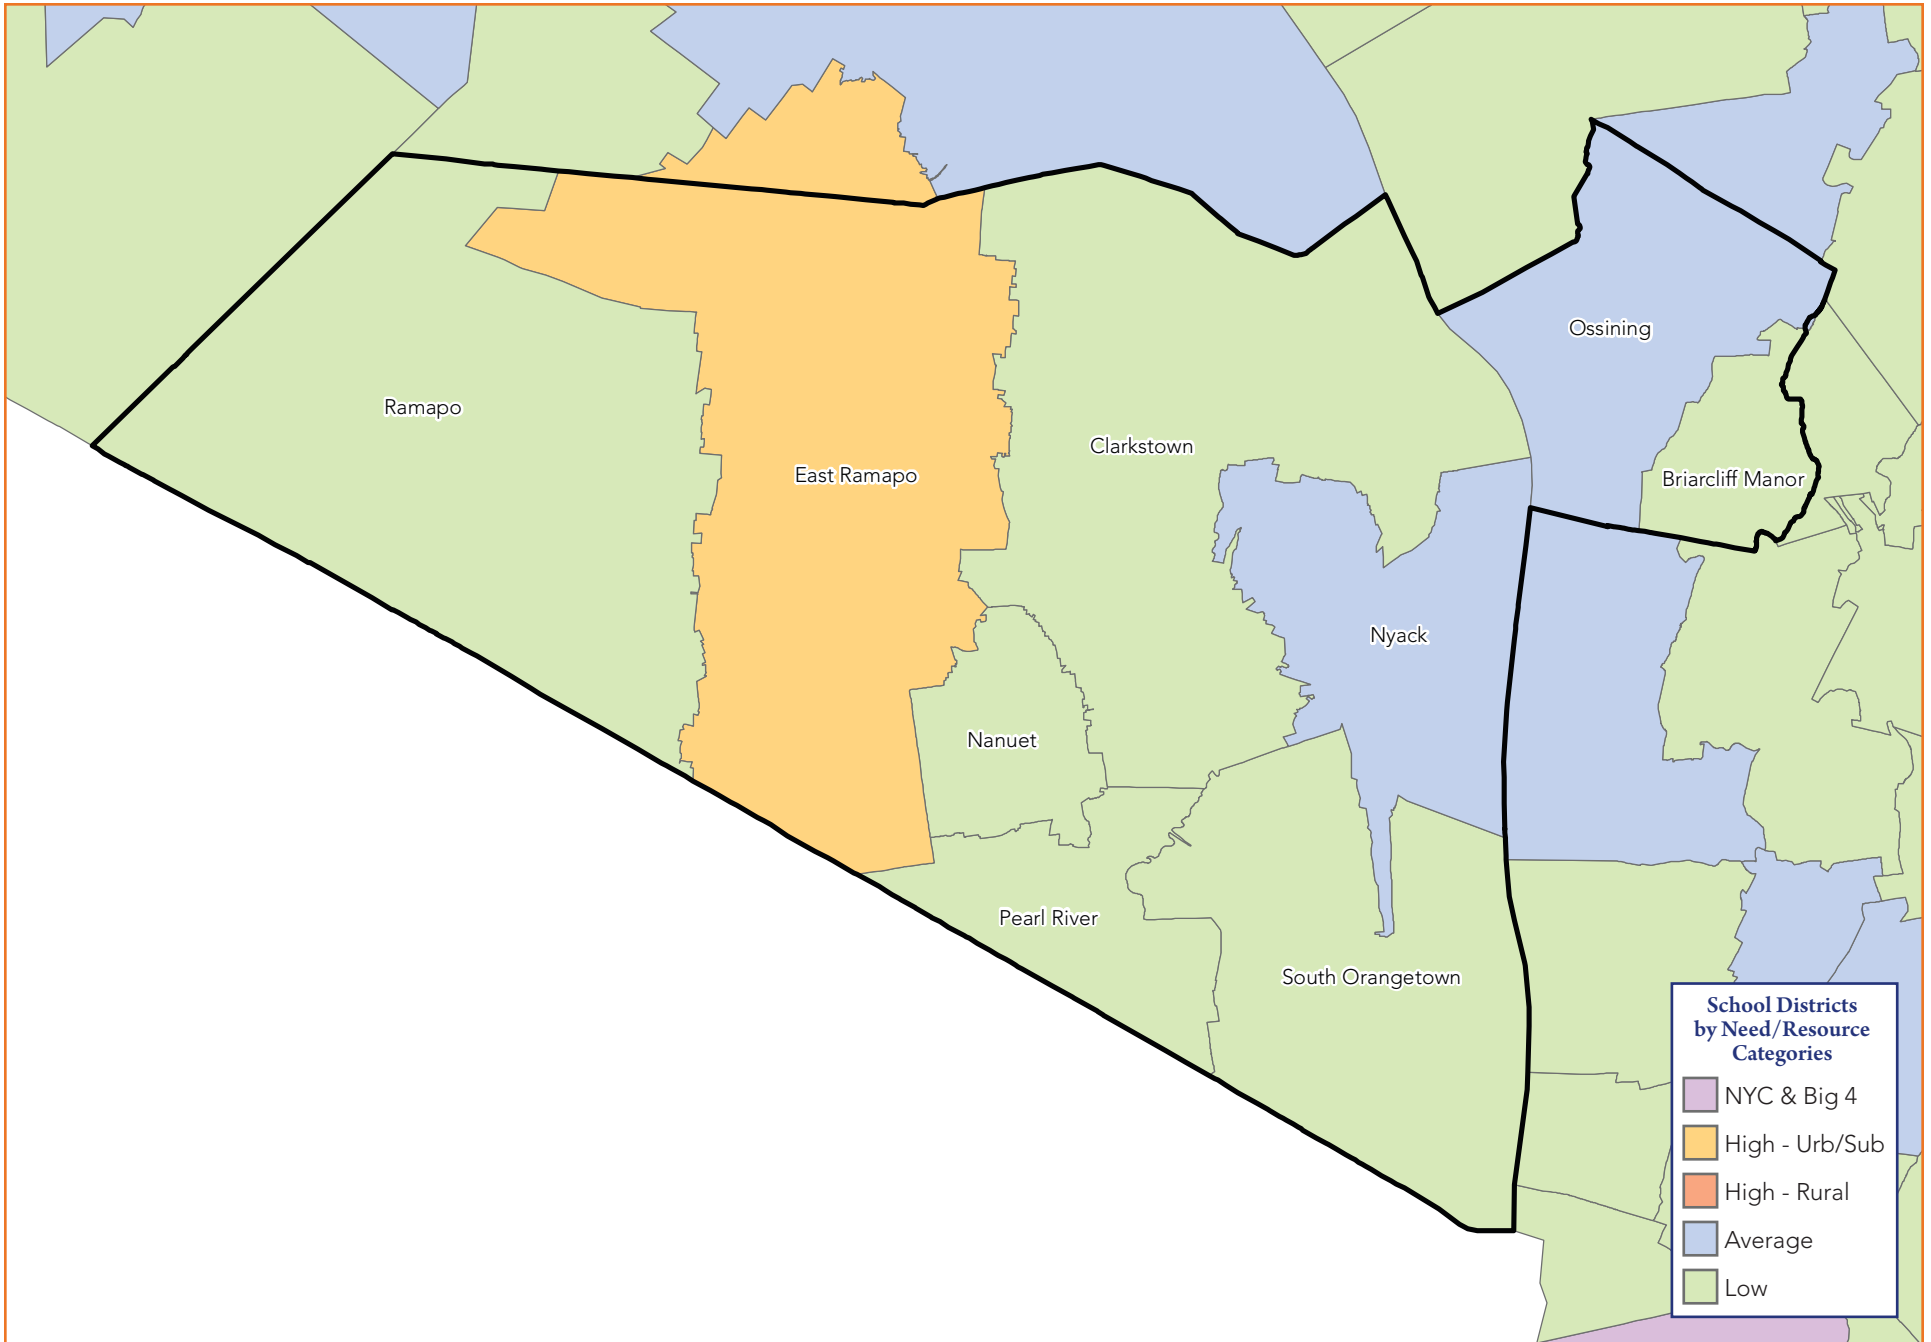 Ossining
Ramapo
Clarkstown
East Ramapo
Briarcliff Manor
Nyack
Nanuet
Pearl River
South Orangetown
School Districts
by Need/Resource
Categories
NYC & Big 4
High - Urb/Sub
High - Rural
Average
Low